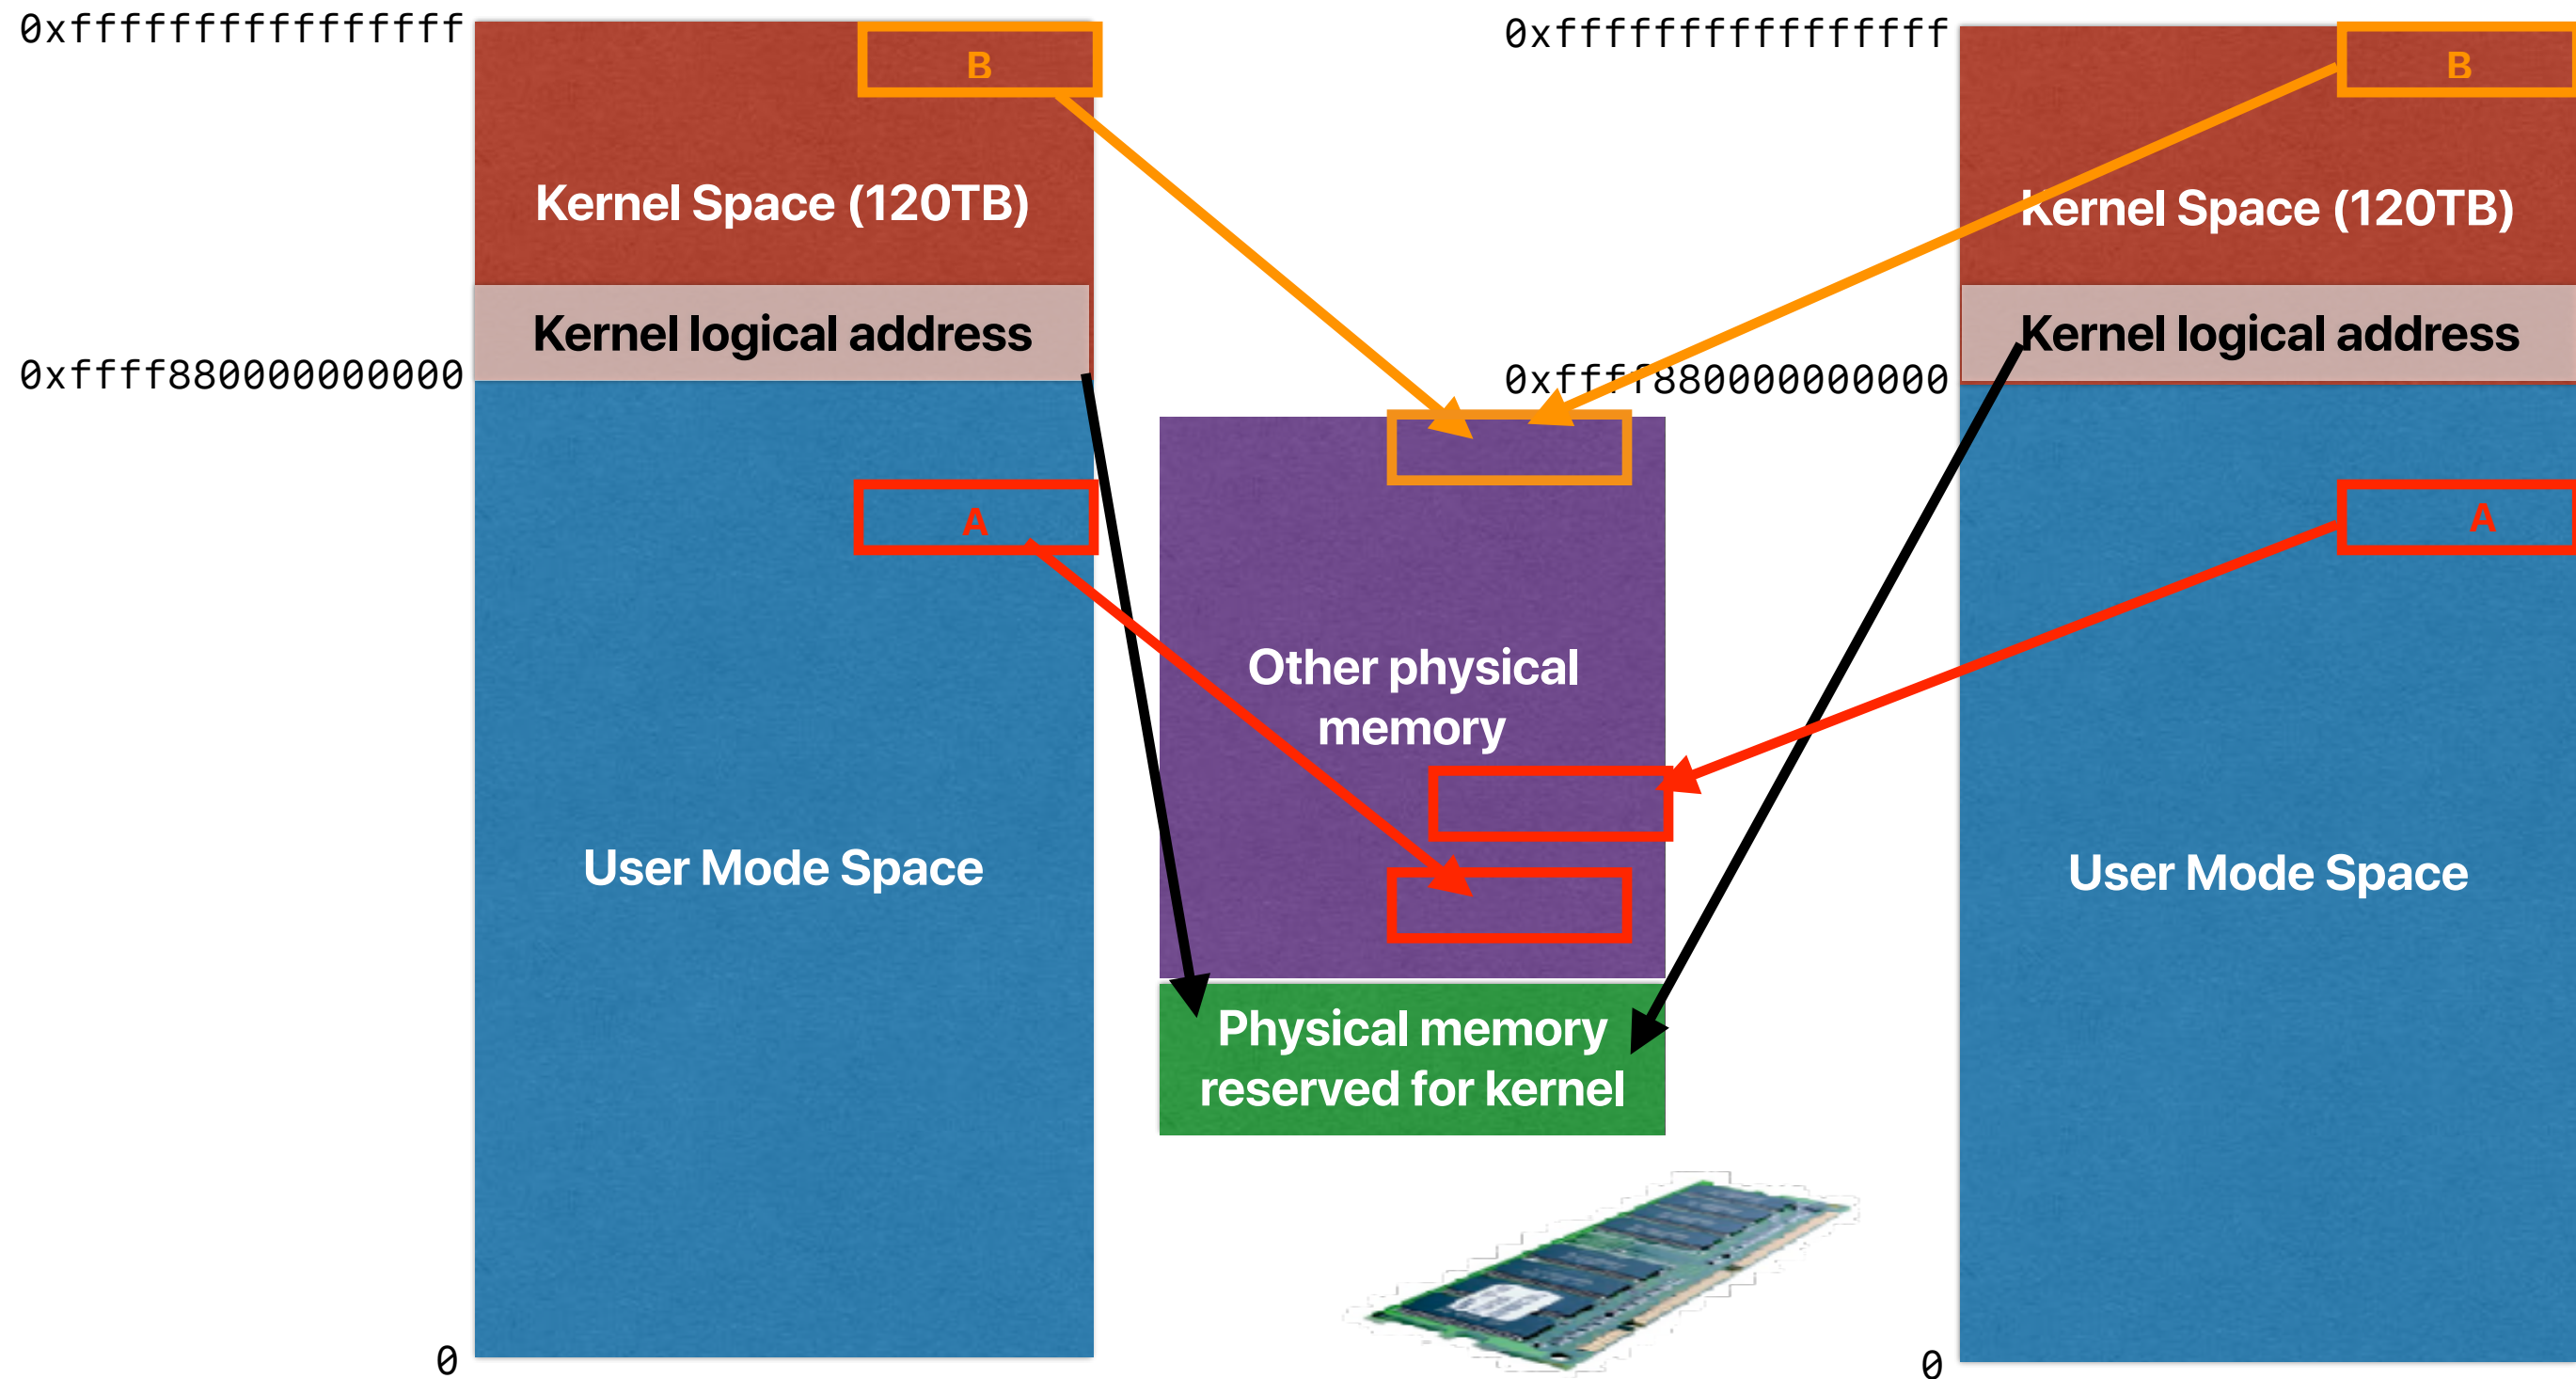 0xffffffffffffffff
B
Kernel Space (120TB)
Kernel logical address
0xffff880000000000
A
User Mode Space
0
Other physical
memory
Physical memory
reserved for kernel
0xffffffffffffffff
B
Kernel Space (120TB)
Kernel logical address
0xffff880000000000
A
User Mode Space
0